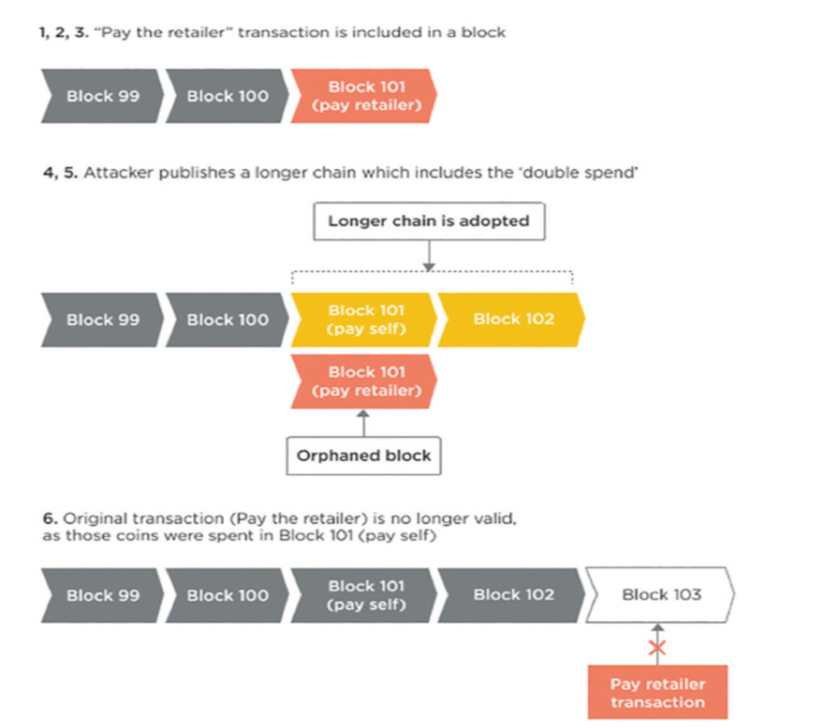 1, 2, 3. “Pay the retailer” transaction is included in a block
Block 99
Block 100
Block 101
(pay retailer)
4, 5. Attacker publishes a longer chain which includes the ‘double spend’
Longer chain is adopted
Block 99
Block 100
Block 101
(pay self)
Block 102
Block 101
(pay retailer)
Orphaned block
6. Original transaction (Pay the retailer) is no longer valid,
as those coins were spent in Block 101 (pay self)
Block 99
Block 100
Block 101
(pay self)
Block 102
Block 103
Pay retailer
transaction